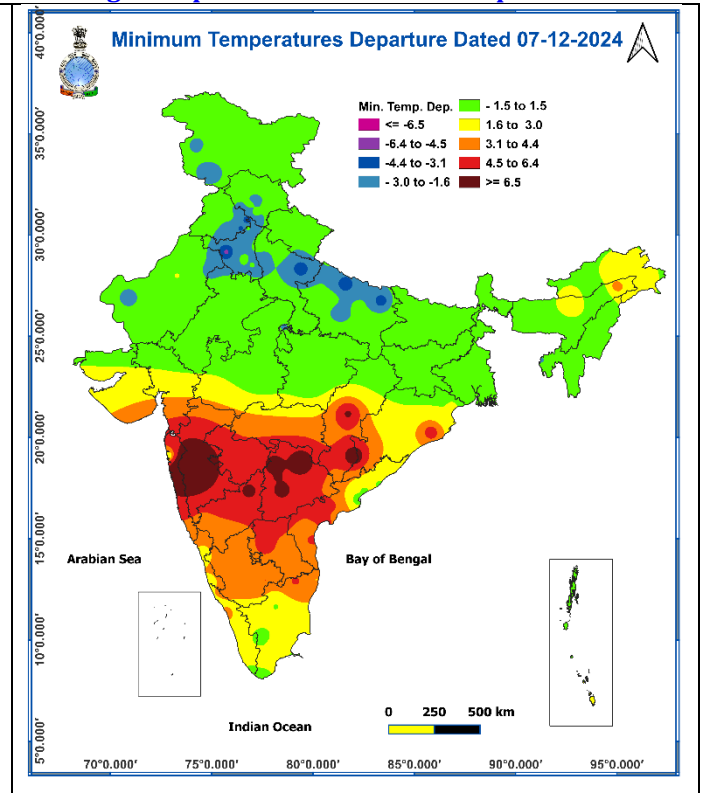 Minimum Temperatures Departure Dated 07-12-2024
Min. Temp. Dep.
<= -6.5
-6.4 to -4.5
-4.4 to -3.1
- 3.0 to -1.6
- 1.5 to 1.5
1.6 to 3.0
3.1 to 4.4
4.5 to 6.4
>= 6.5
40°0.000'
35°0.000'
30°0.000'
25°0.000'
20°0.000'
15°0.000'
10°0.000'
5°0.000'
Arabian Sea
Bay of Bengal
Indian Ocean
0 250 500 km
70°0.000' 75°0.000' 80°0.000' 85°0.000' 90°0.000' 95°0.000'